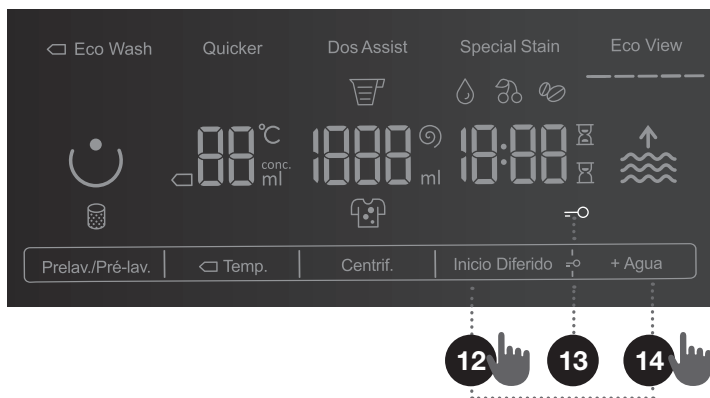 Eco Wash Quicker Dos Assist Special Stain Eco View
88 °C 1888 18:88
conc.
ml ml
Prelav./Pré-lav. Temp. Centrif. Inicio Diferido + Agua
12 13 14